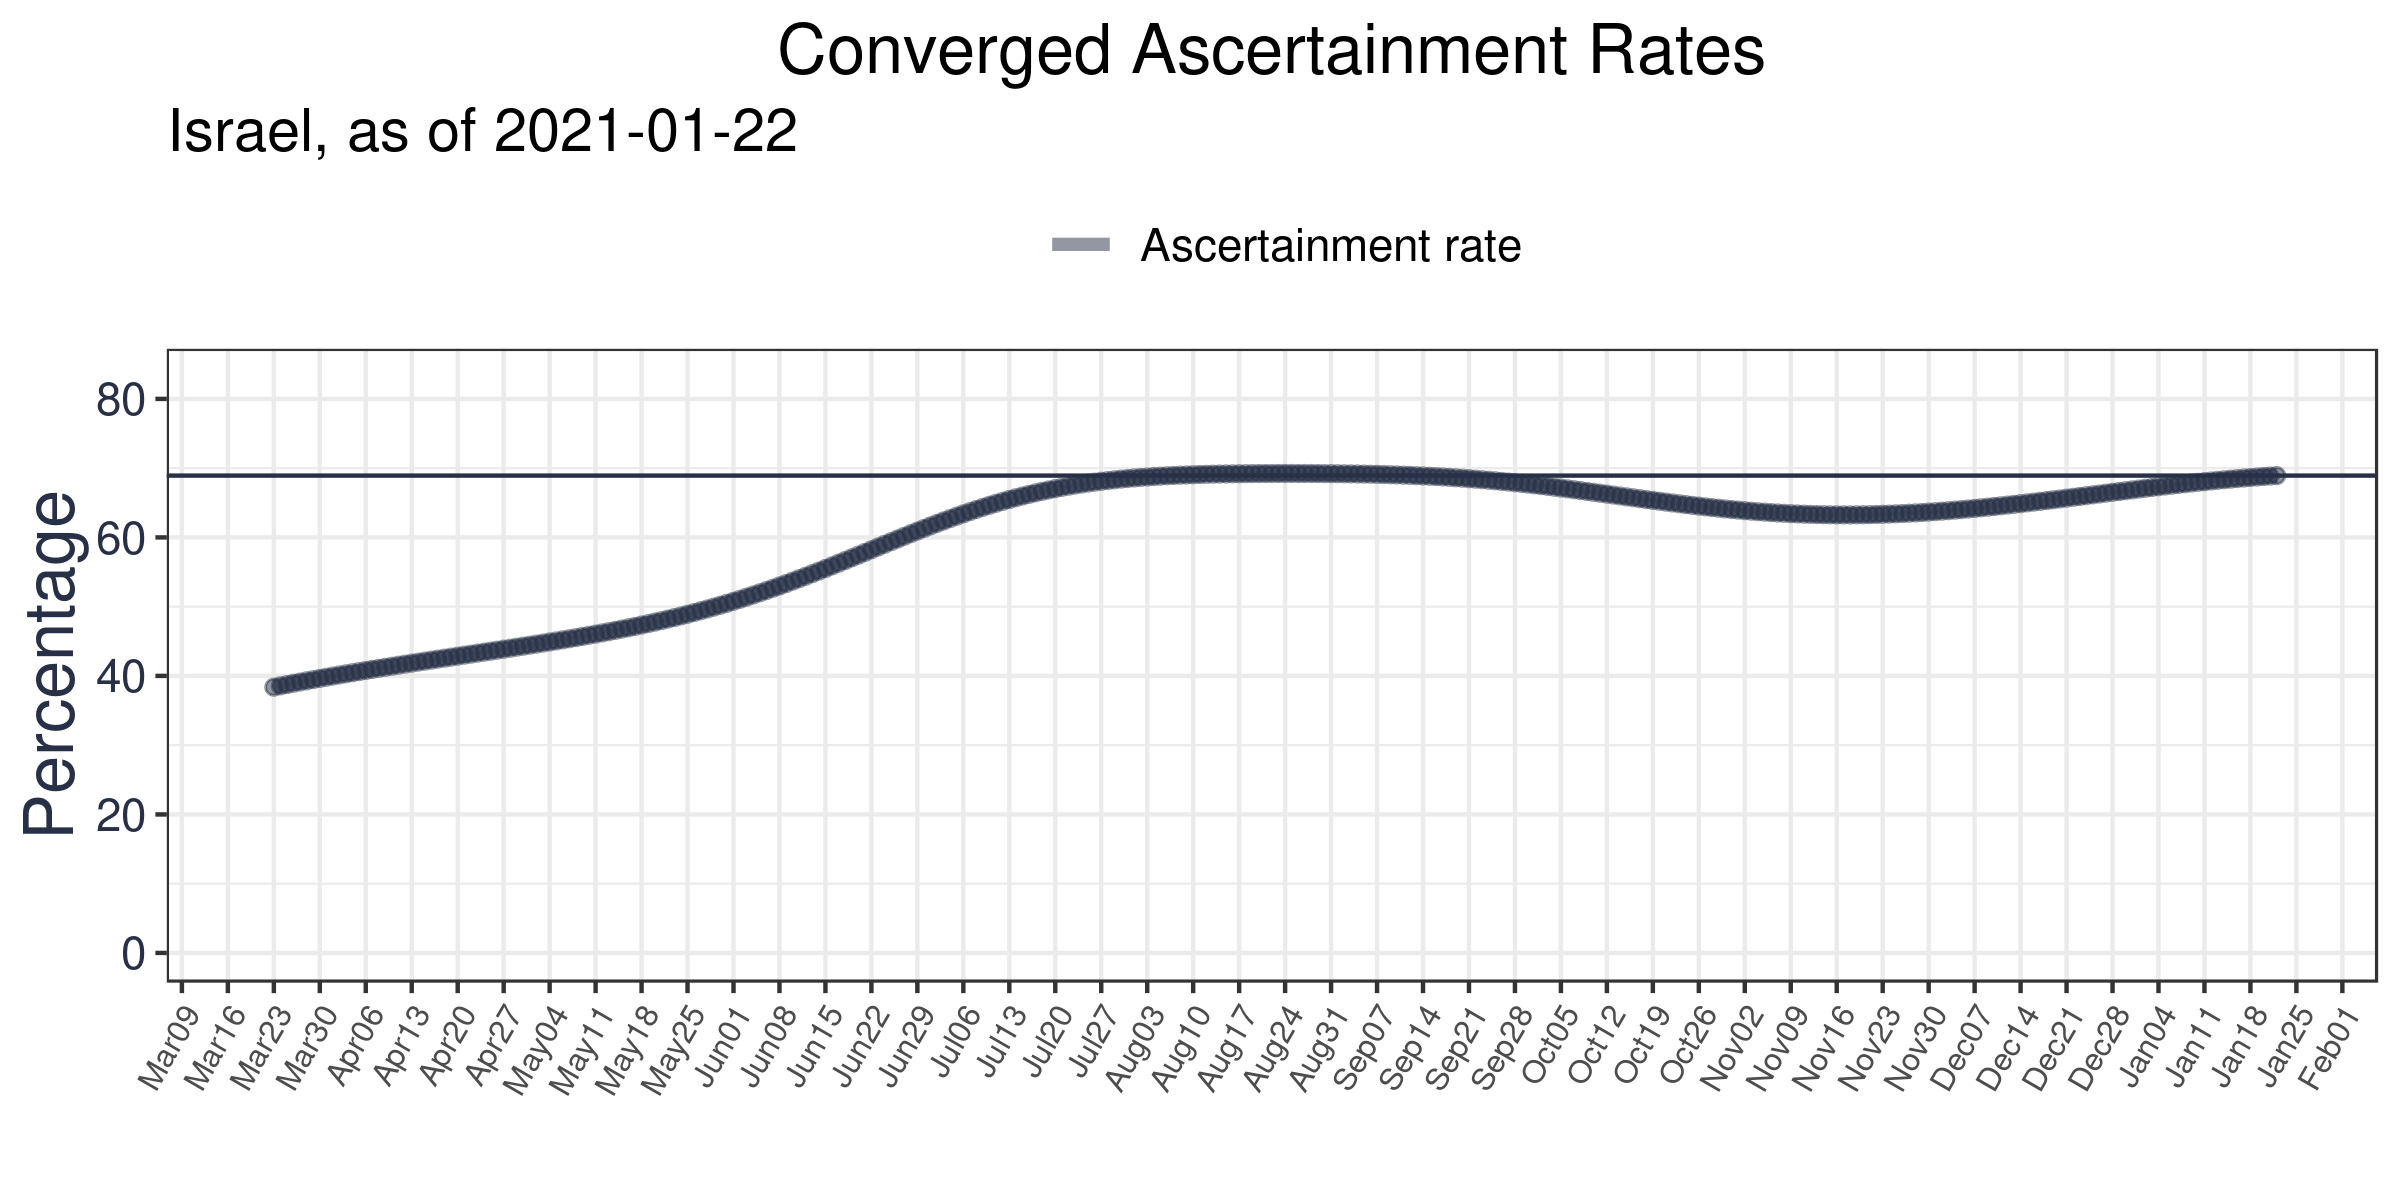 Converged Ascertainment Rates
Israel, as of 2021-01-22
Ascertainment rate
Percentage
80
60
40
20
0
Mar09 Mar16 Mar23 Mar30 Apr06 Apr13 Apr20 Apr27 May04 May11 May18 May25 Jun01 Jun08 Jun15 Jun22 Jun29 Jul06 Jul13 Jul20 Jul27 Aug03 Aug10 Aug17 Aug24 Aug31 Sep07 Sep14 Sep21 Sep28 Oct05 Oct12 Oct19 Oct26 Nov02 Nov09 Nov16 Nov23 Nov30 Dec07 Dec14 Dec21 Dec28 Jan04 Jan11 Jan18 Jan25 Feb01